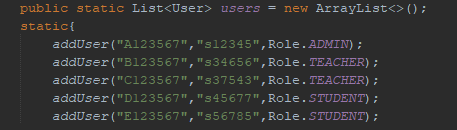 public static List<User> users = new ArrayList<>();
static{
addUser("A123567","s12345",Role.ADMIN);
addUser("B123567","s34656",Role.TEACHER);
addUser("C123567","s37543",Role.TEACHER);
addUser("D123567","s45677",Role.STUDENT);
addUser("E123567","s56785",Role.STUDENT);